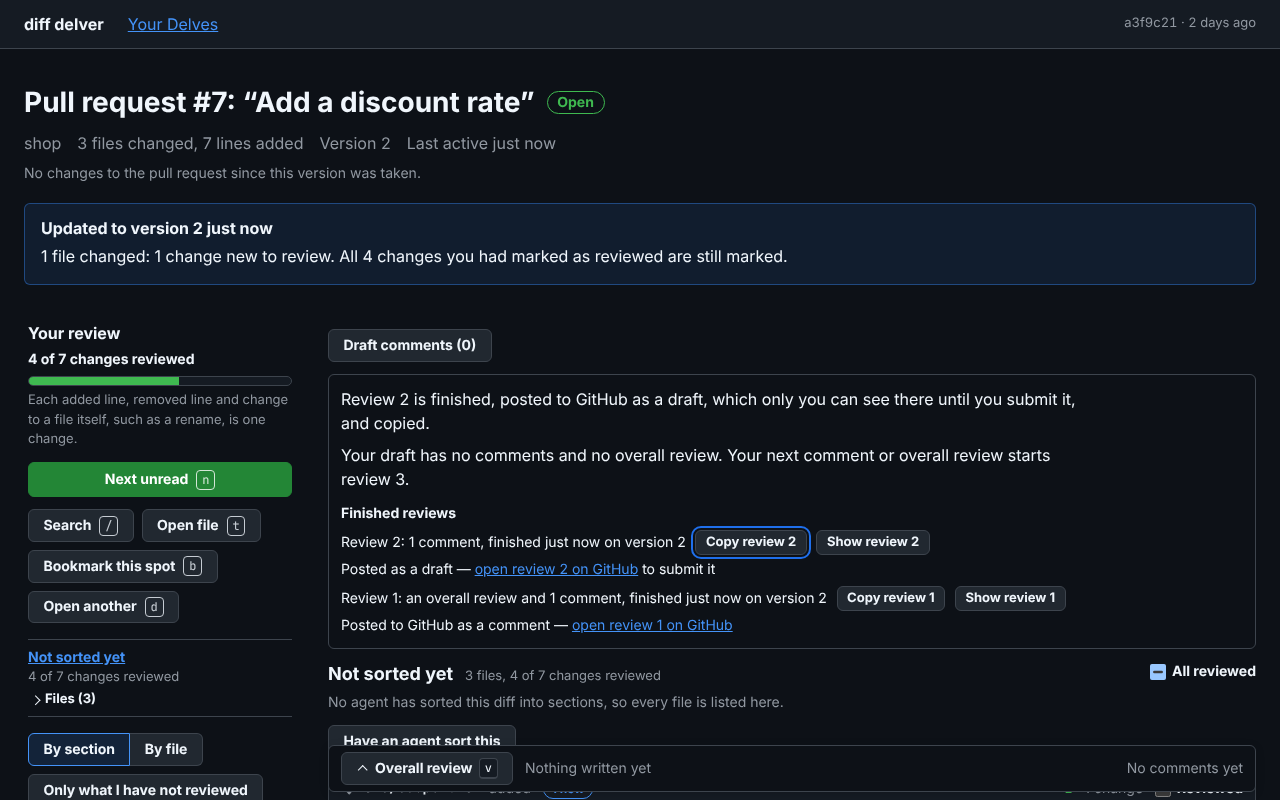 diff delver Your Delves a3f9c21 · 2 days ago
Pull request #7: “Add a discount rate” Open
shop 3 files changed, 7 lines added Version 2 Last active just now
No changes to the pull request since this version was taken.
Updated to version 2 just now
1 file changed: 1 change new to review. All 4 changes you had marked as reviewed are still marked.
Your review
4 of 7 changes reviewed
Each added line, removed line and change
to a file itself, such as a rename, is one
change.
Next unread n
Search / Open file t
Bookmark this spot b
Open another d
Not sorted yet
4 of 7 changes reviewed
Files (3)
By section By file
Only what I have not reviewed
Draft comments (0)
Review 2 is finished, posted to GitHub as a draft, which only you can see there until you submit it,
and copied.
Your draft has no comments and no overall review. Your next comment or overall review starts
review 3.
Finished reviews
Review 2: 1 comment, finished just now on version 2 Copy review 2 Show review 2
Posted as a draft — open review 2 on GitHub to submit it
Review 1: an overall review and 1 comment, finished just now on version 2 Copy review 1 Show review 1
Posted to GitHub as a comment — open review 1 on GitHub
Not sorted yet 3 files, 4 of 7 changes reviewed All reviewed
No agent has sorted this diff into sections, so every file is listed here.
Have an agent sort this
Overall review v Nothing written yet No comments yet